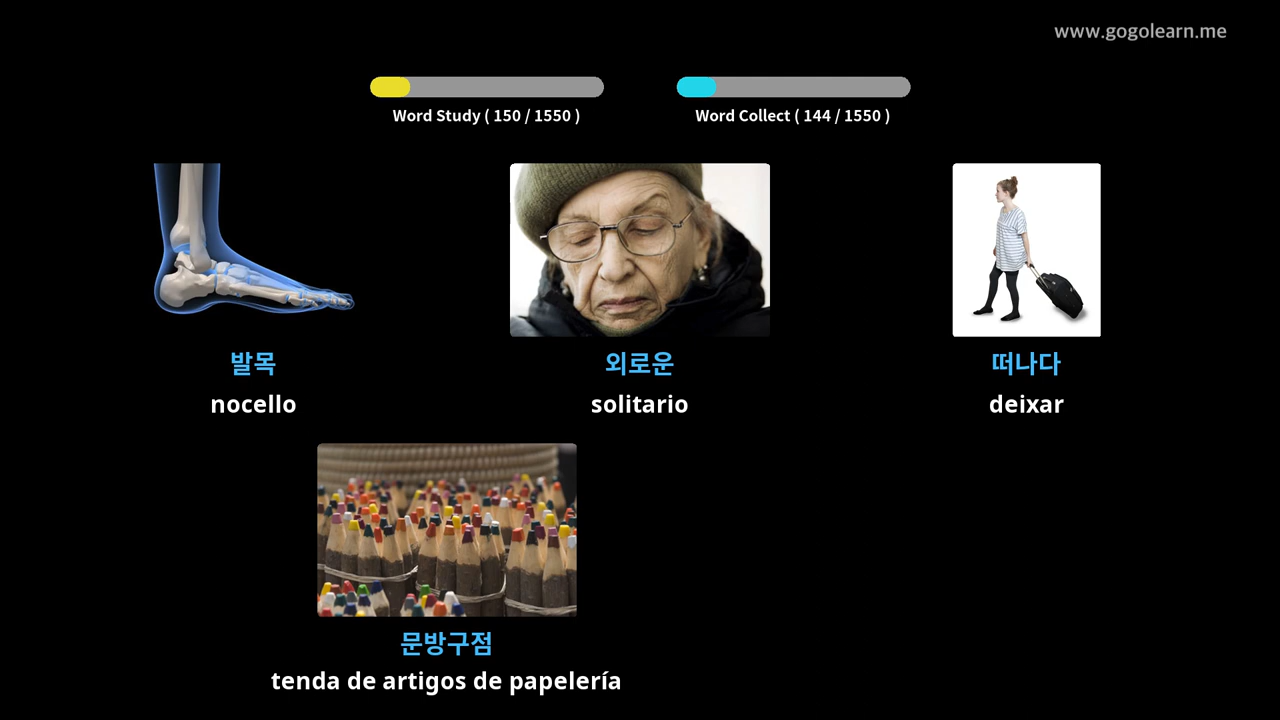 www.gogolearn.me
Word Study ( 150 / 1550 )
Word Collect ( 144 / 1550 )
발목
nocello
외로운
solitario
떠나다
deixar
문방구점
tenda de artigos de papelería